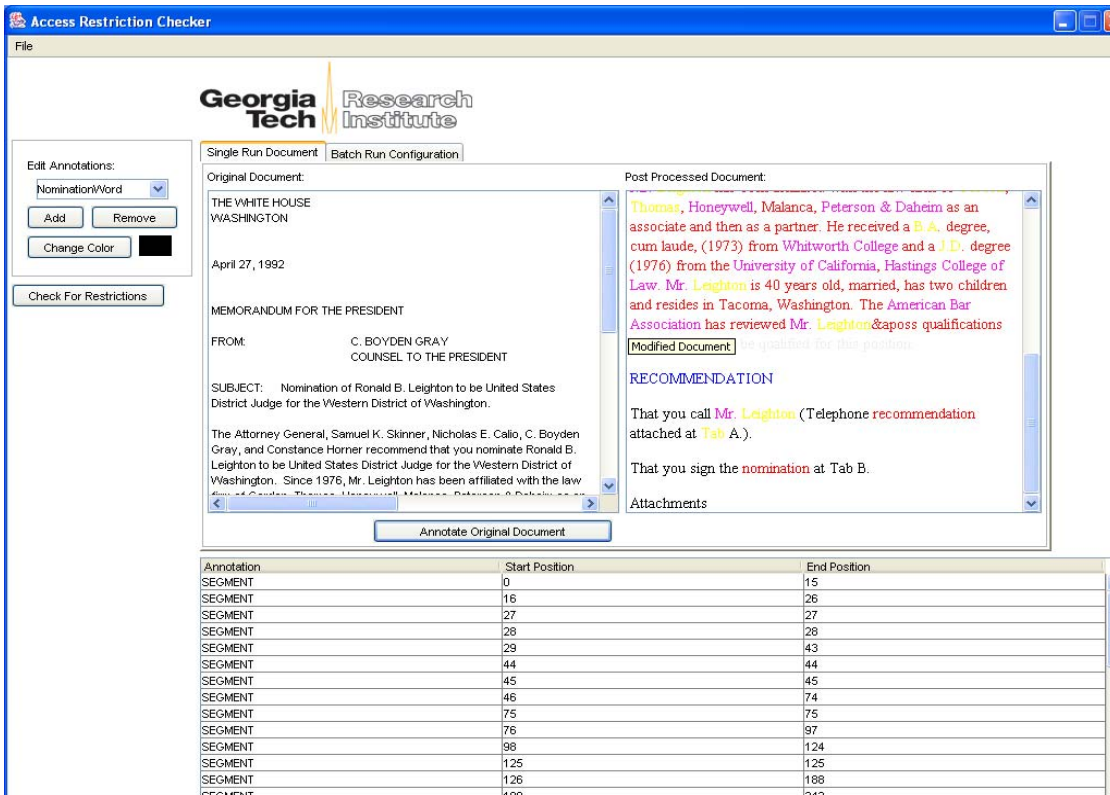 Access Restriction Checker
File
Georgia Tech Research Institute
Edit Annotations:
NominationWord
Add Remove
Change Color
Check For Restrictions
Single Run Document Batch Run Configuration
Original Document:
THE WHITE HOUSE
WASHINGTON
April 27, 1992
MEMORANDUM FOR THE PRESIDENT
FROM: C. BOYDEN GRAY
COUNSEL TO THE PRESIDENT
SUBJECT: Nomination of Ronald B. Leighton to be United States
District Judge for the Western District of Washington.
The Attorney General, Samuel K. Skinner, Nicholas E. Calio, C. Boyden
Gray, and Constance Horner recommend that you nominate Ronald B.
Leighton to be United States District Judge for the Western District of
Washington. Since 1976, Mr. Leighton has been affiliated with the law
Post Processed Document:
Thomas, Honeywell, Malanca, Peterson & Daheim as an
associate and then as a partner. He received a B.A. degree,
cum laude, (1973) from Whitworth College and a J.D. degree
(1976) from the University of California, Hastings College of
Law. Mr. Leighton is 40 years old, married, has two children
and resides in Tacoma, Washington. The American Bar
Association has reviewed Mr. Leighton&aposs qualifications
Modified Document be qualified for this position.
RECOMMENDATION
That you call Mr. Leighton (Telephone recommendation
attached at Tab A.).
That you sign the nomination at Tab B.
Attachments
Annotate Original Document
Annotation Start Position End Position
SEGMENT 0 15
SEGMENT 16 26
SEGMENT 27 27
SEGMENT 28 28
SEGMENT 29 43
SEGMENT 44 44
SEGMENT 45 45
SEGMENT 46 74
SEGMENT 75 75
SEGMENT 76 97
SEGMENT 98 124
SEGMENT 125 125
SEGMENT 126 188